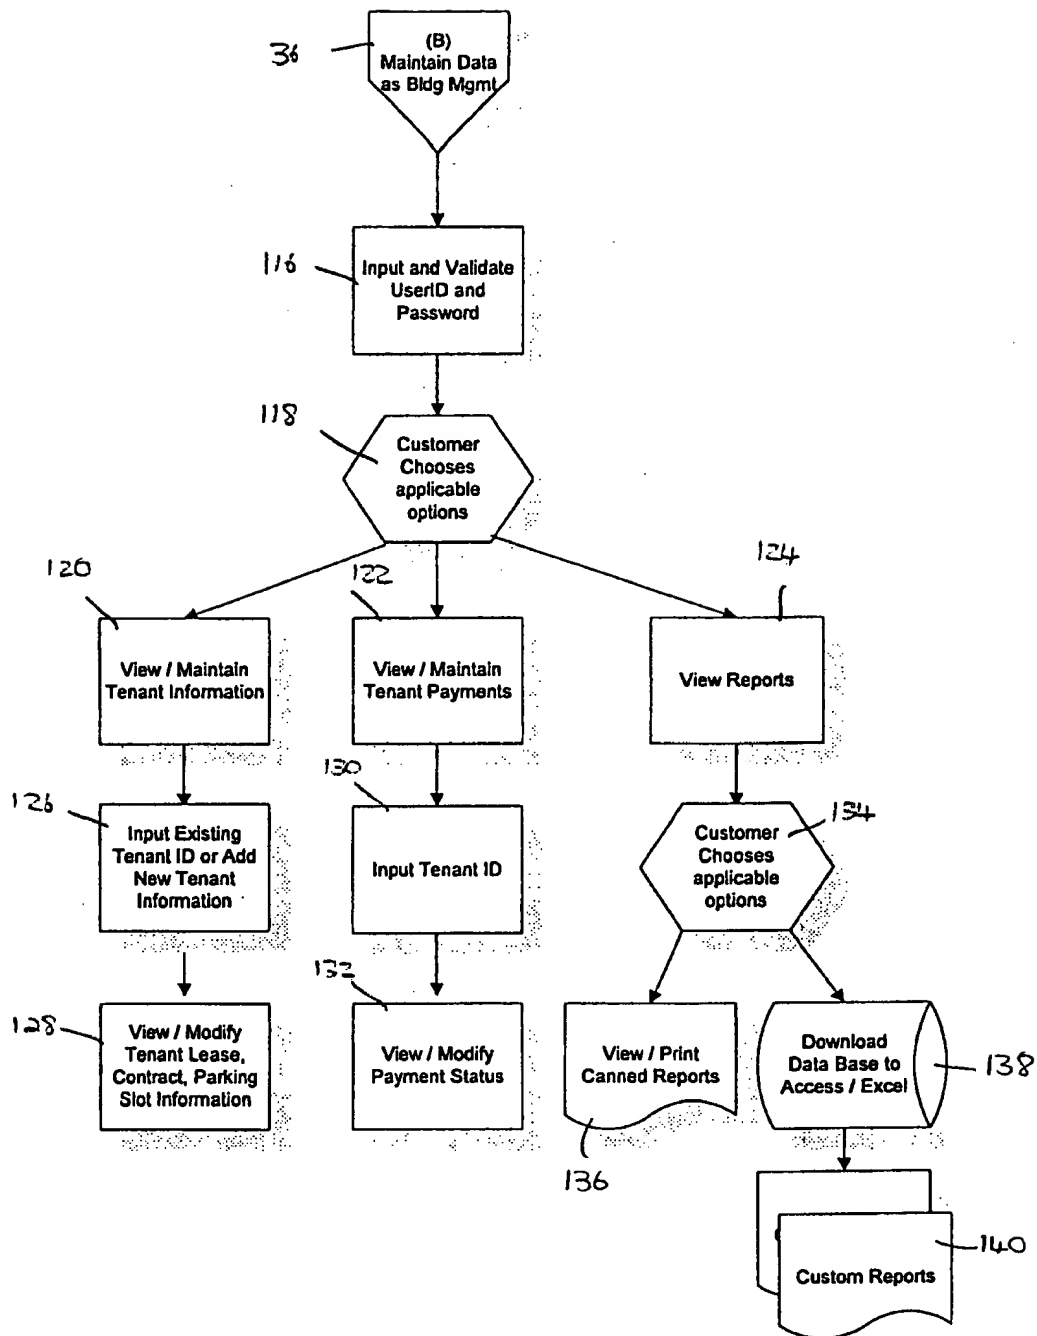 36
(B)
Maintain Data
as Bldg Mgmt
116
Input and Validate
UserID and
Password
118
Customer
Chooses
applicable
options
120
View / Maintain
Tenant Information
122
View / Maintain
Tenant Payments
124
View Reports
126
Input Existing
Tenant ID or Add
New Tenant
Information
130
Input Tenant ID
134
Customer
Chooses
applicable
options
128
View / Modify
Tenant Lease,
Contract, Parking
Slot Information
132
View / Modify
Payment Status
View / Print
Canned Reports
136
Download
Data Base to
Access / Excel
138
140
Custom Reports